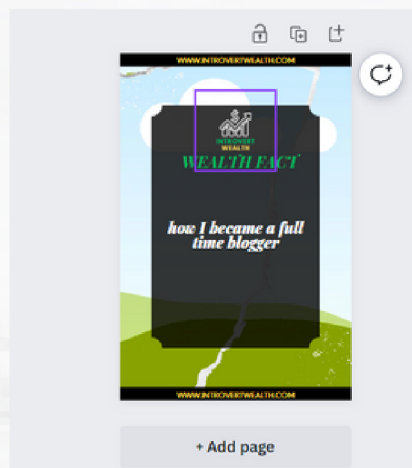 WWW.INTROVERTWEALTH.COM
INTROVERT
WEALTH
WEALTH FACT
how I became a full
time blogger
WWW.INTROVERTWEALTH.COM
+ Add page